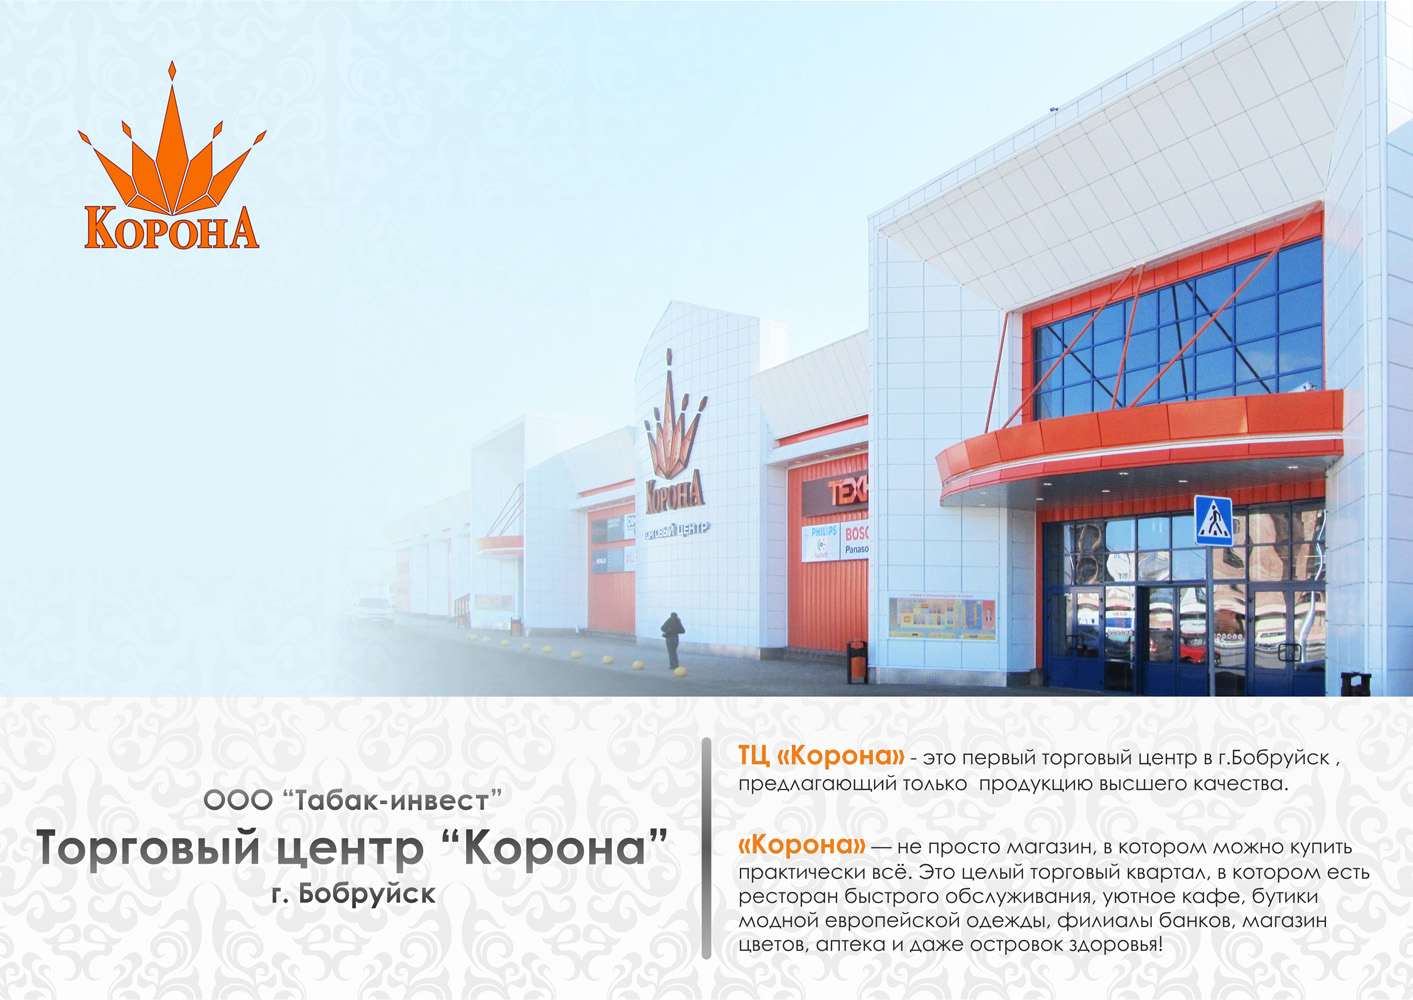 КОРОНА
КОРОНА
ТОРГОВЫЙ ЦЕНТР
ТЕХН
PHILIPS
BOSC
Panaso
ООО “Табак-инвест”
Торговый центр “Корона”
г. Бобруйск
ТЦ «Корона» - это первый торговый центр в г.Бобруйск ,
предлагающий только продукцию высшего качества.
«Корона» — не просто магазин, в котором можно купить
практически всё. Это целый торговый квартал, в котором есть
ресторан быстрого обслуживания, уютное кафе, бутики
модной европейской одежды, филиалы банков, магазин
цветов, аптека и даже островок здоровья!